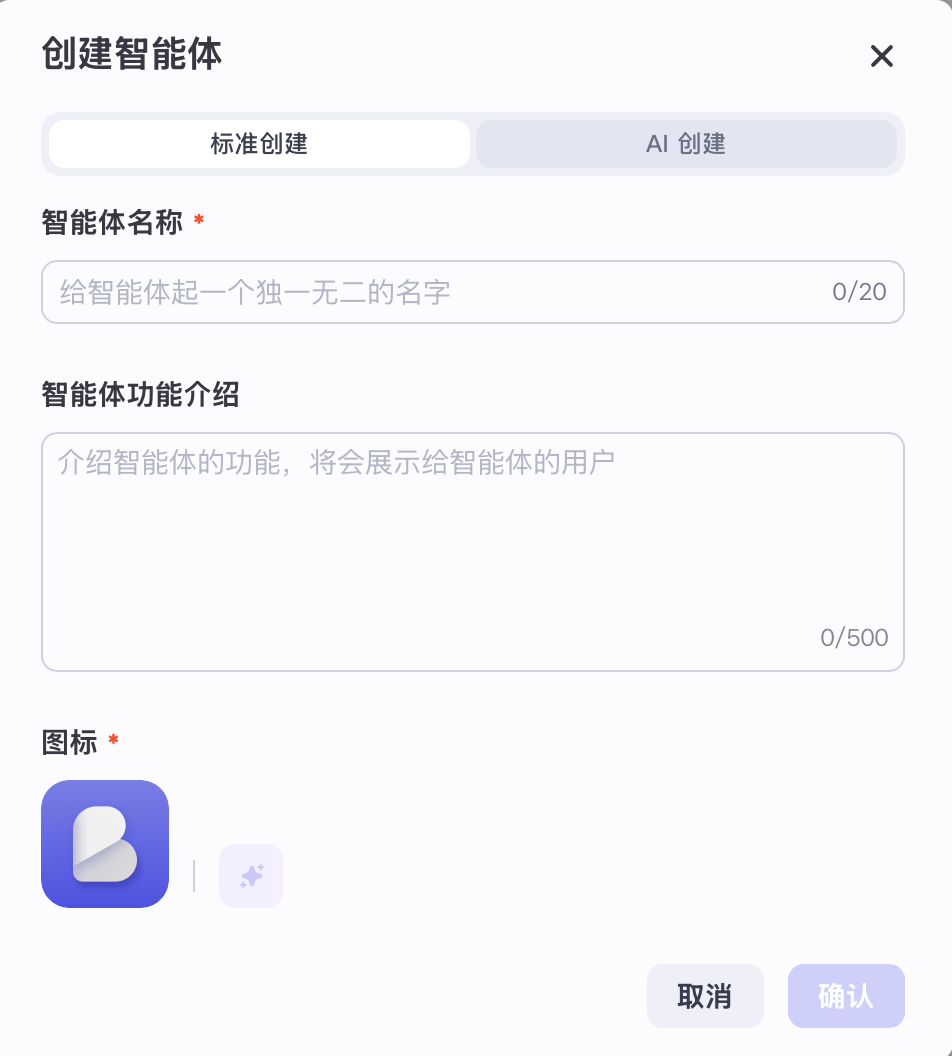 创建智能体
标准创建
AI 创建
智能体名称 *
给智能体起一个独一无二的名字 0/20
智能体功能介绍
介绍智能体的功能，将会展示给智能体的用户
0/500
图标 *
取消
确认